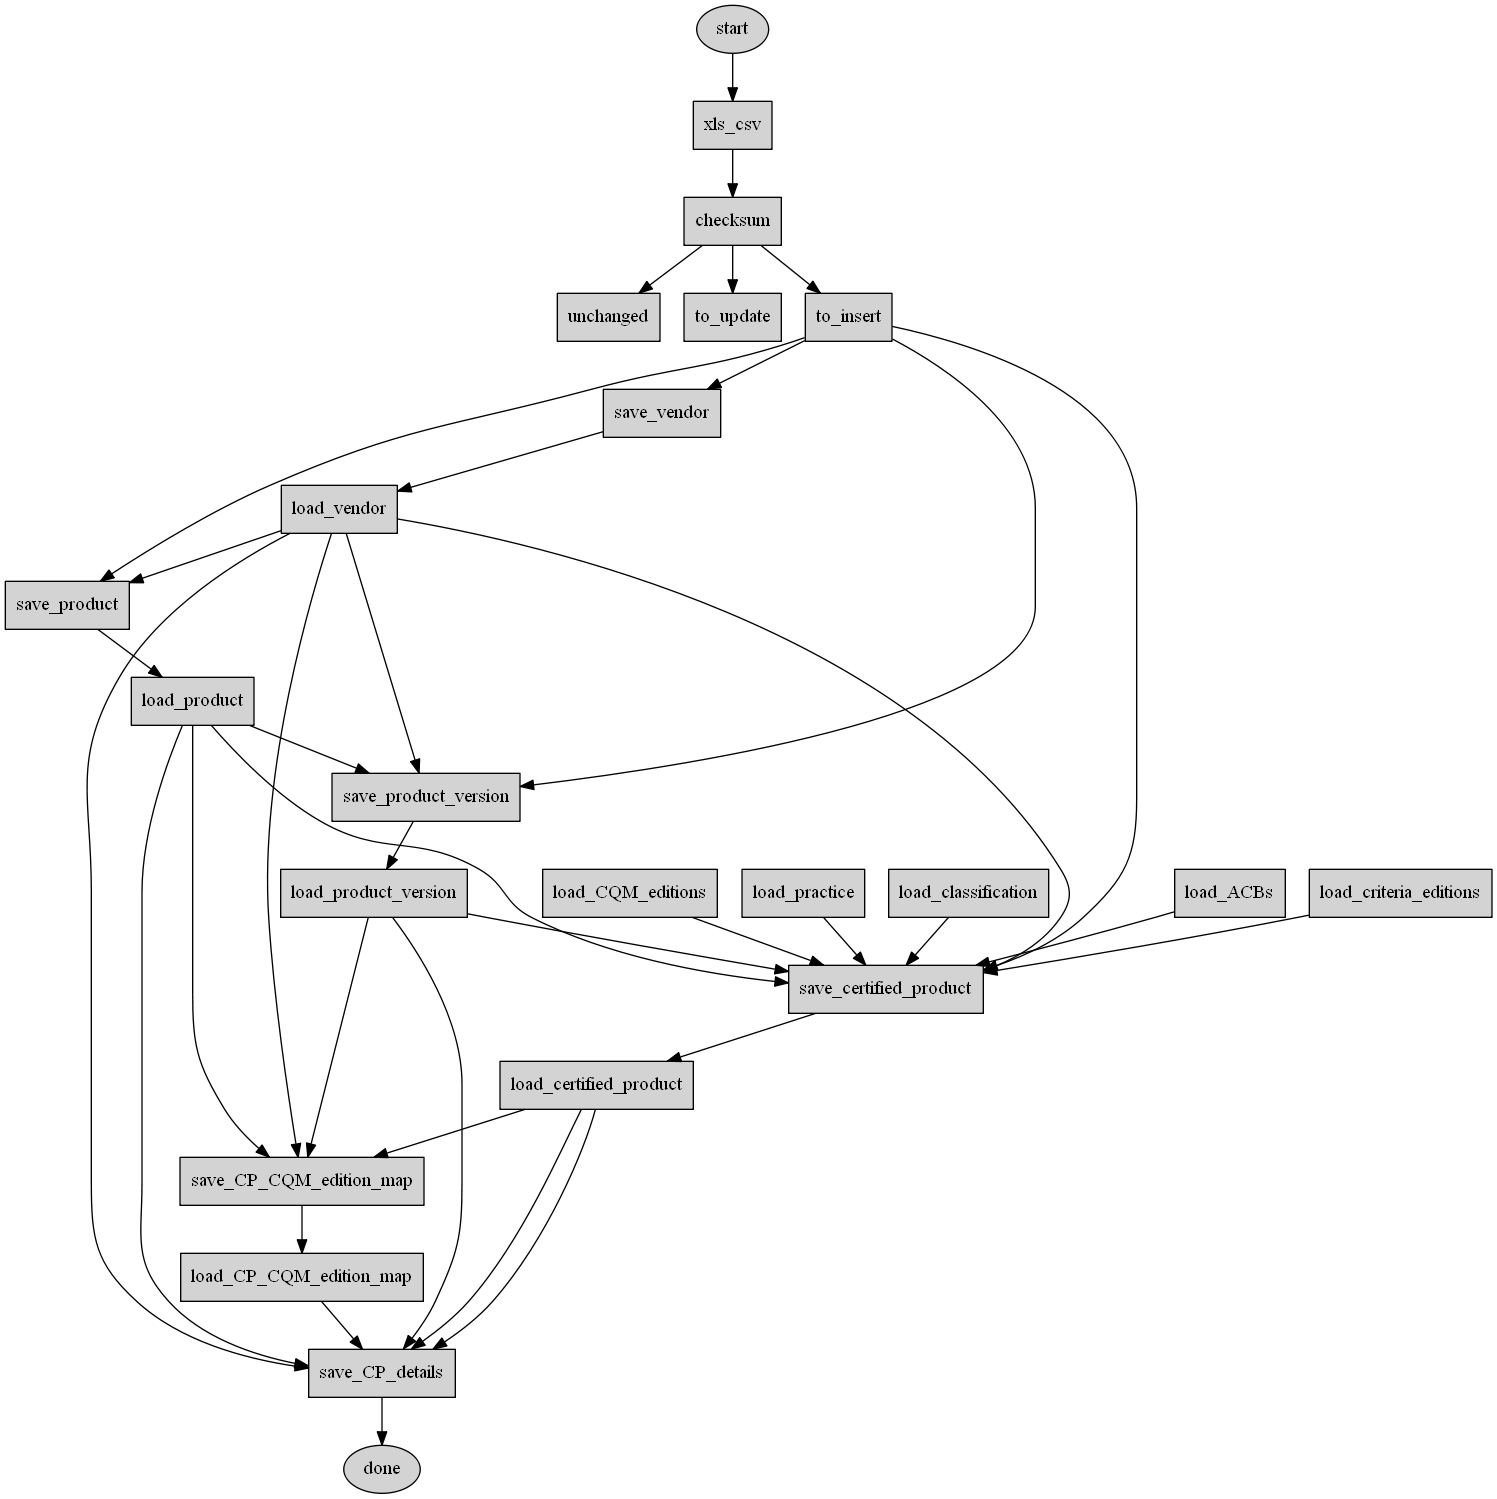 start
xls_csv
checksum
unchanged
to_update
to_insert
save_vendor
load_vendor
save_product
load_product
save_product_version
load_product_version
load_CQM_editions
load_practice
load_classification
load_ACBs
load_criteria_editions
save_certified_product
load_certified_product
save_CP_CQM_edition_map
load_CP_CQM_edition_map
save_CP_details
done